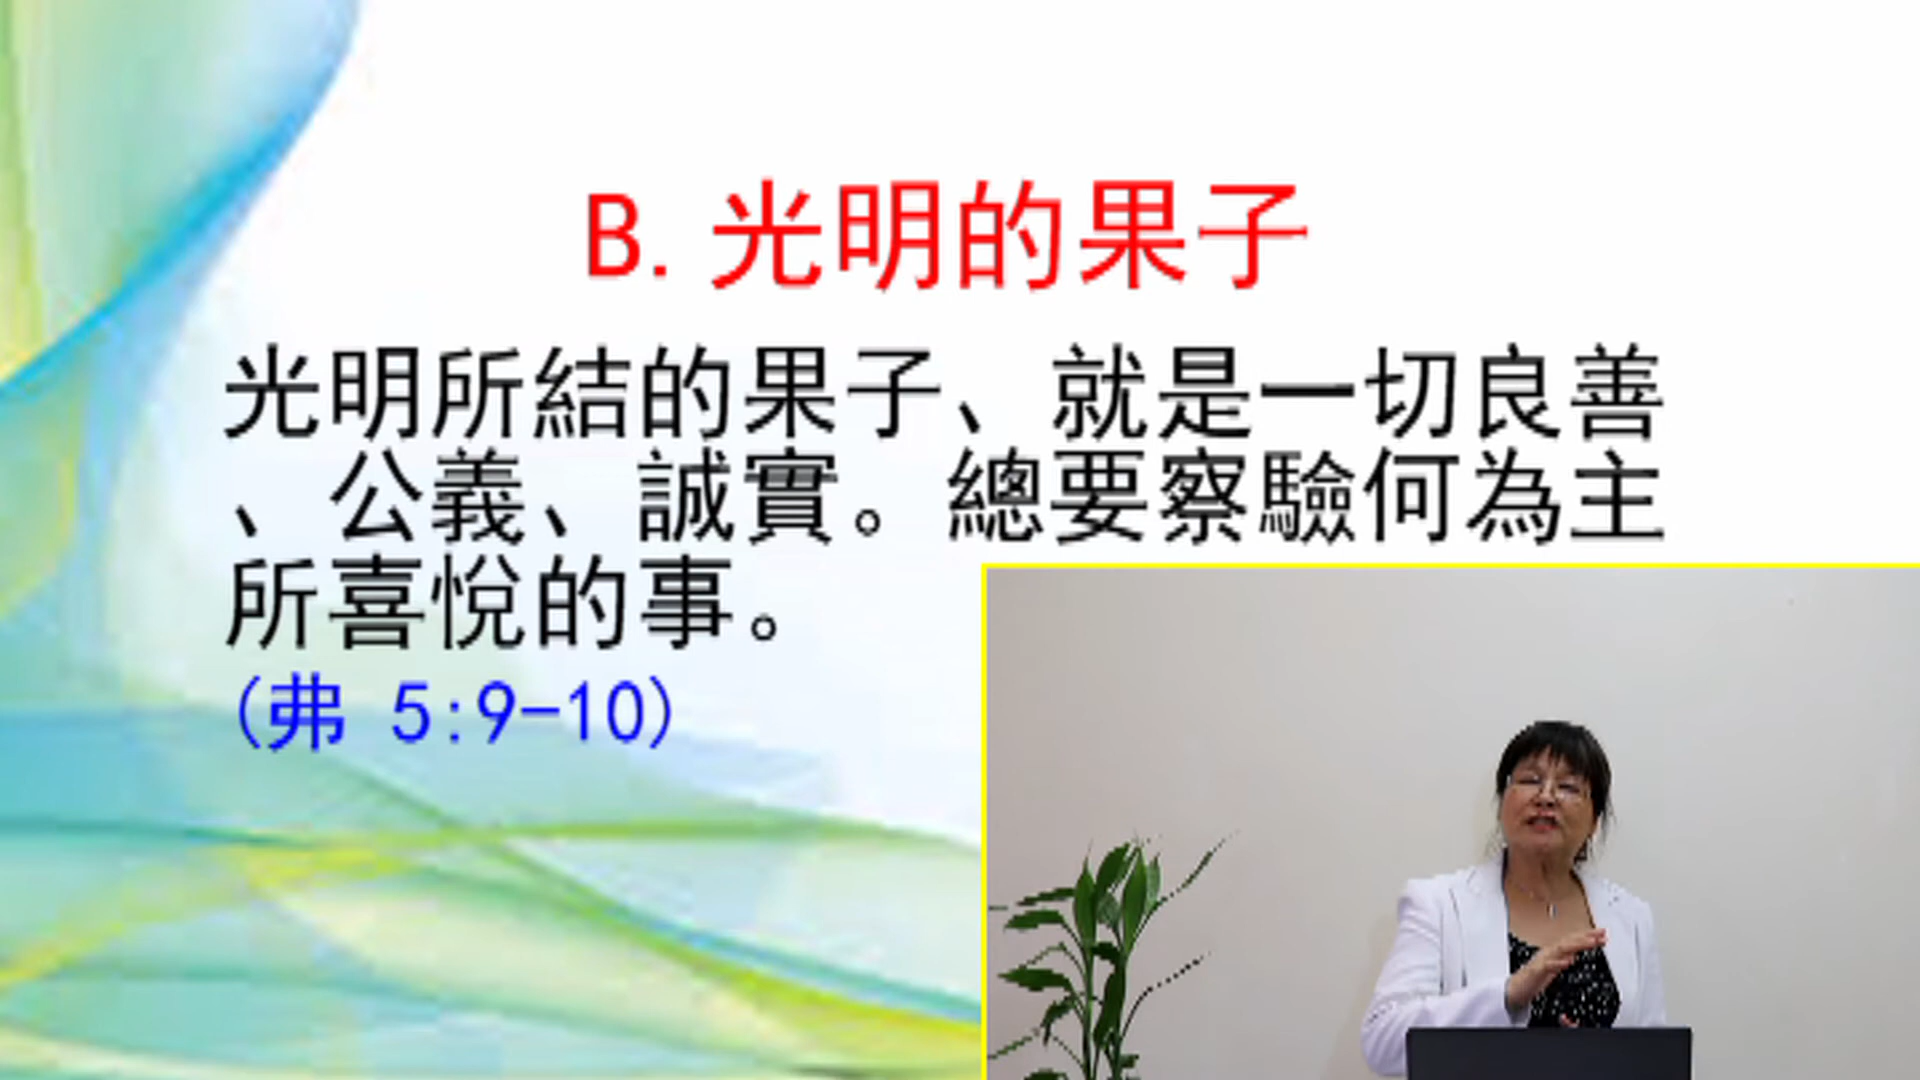 B.光明的果子
光明所結的果子、就是一切良善
、公義、誠實。總要察驗何為主
所喜悅的事。
(弗 5:9-10)